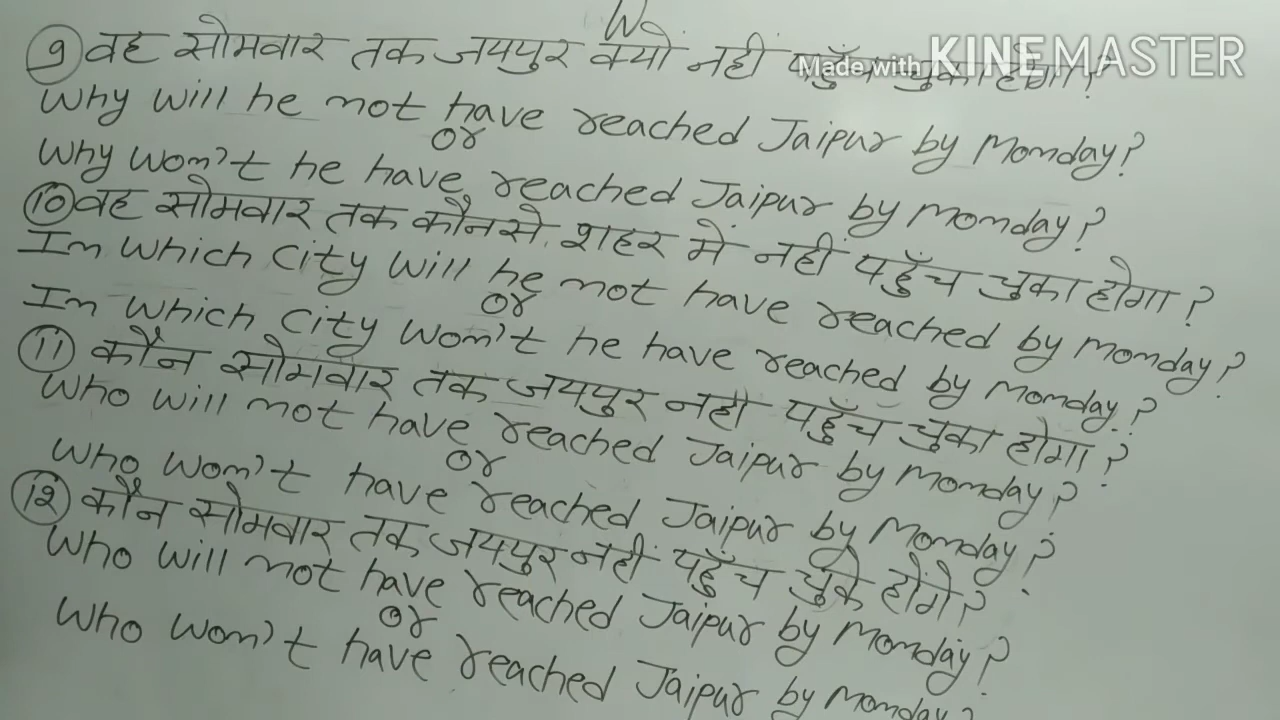 W
⑨ वह सोमवार तक जयपुर क्यों नहीं पहुँच चुका होगा?
Made with KINEMASTER
Why will he not have reached Jaipur by Monday?
or
Why won't he have reached Jaipur by Monday?
⑩ वह सोमवार तक कौनसे शहर में नहीं पहुँच चुका होगा?
In which city will he not have reached by Monday?
or
In which city won't he have reached by Monday?
⑪ कौन सोमवार तक जयपुर नहीं पहुँच चुका होगा?
Who will not have reached Jaipur by Monday?
or
Who won't have reached Jaipur by Monday?
⑫ कौन सोमवार तक जयपुर नहीं पहुँच चुके होंगे?
Who will not have reached Jaipur by Monday?
or
Who won't have reached Jaipur by Monday?